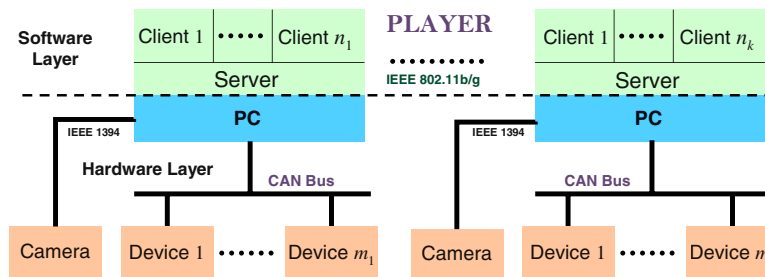 Software Layer
Client 1 ..... Client n₁
PLAYER
..........
IEEE 802.11b/g
Client 1 ..... Client nₖ
Server
Server
PC
PC
IEEE 1394
IEEE 1394
Hardware Layer
CAN Bus
CAN Bus
Camera
Device 1 ...... Device m₁
Camera
Device 1 ...... Device m